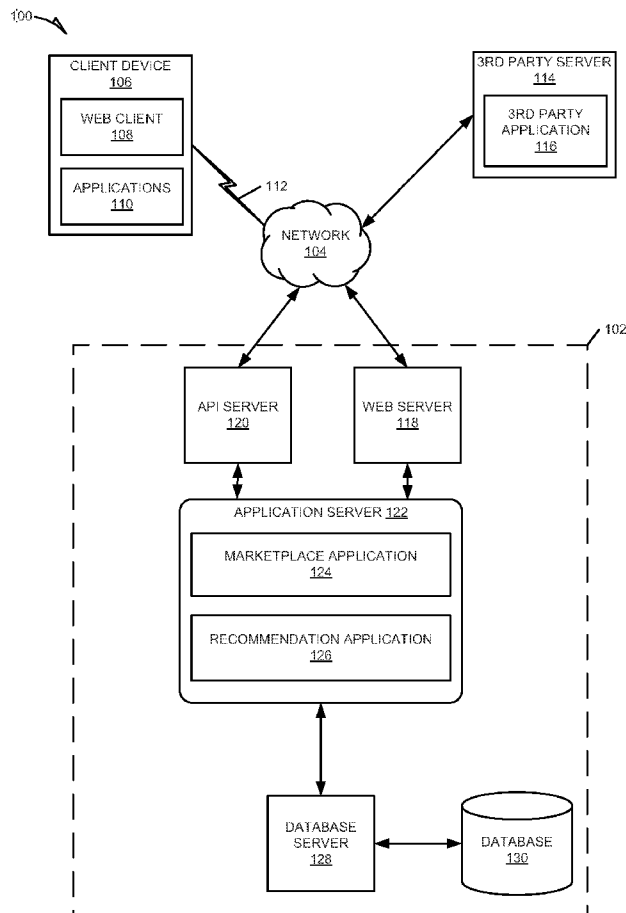 100
CLIENT DEVICE
106
WEB CLIENT
108
APPLICATIONS
110
3RD PARTY SERVER
114
3RD PARTY
APPLICATION
116
112
NETWORK
104
102
API SERVER
120
WEB SERVER
118
APPLICATION SERVER 122
MARKETPLACE APPLICATION
124
RECOMMENDATION APPLICATION
126
DATABASE
SERVER
128
DATABASE
130